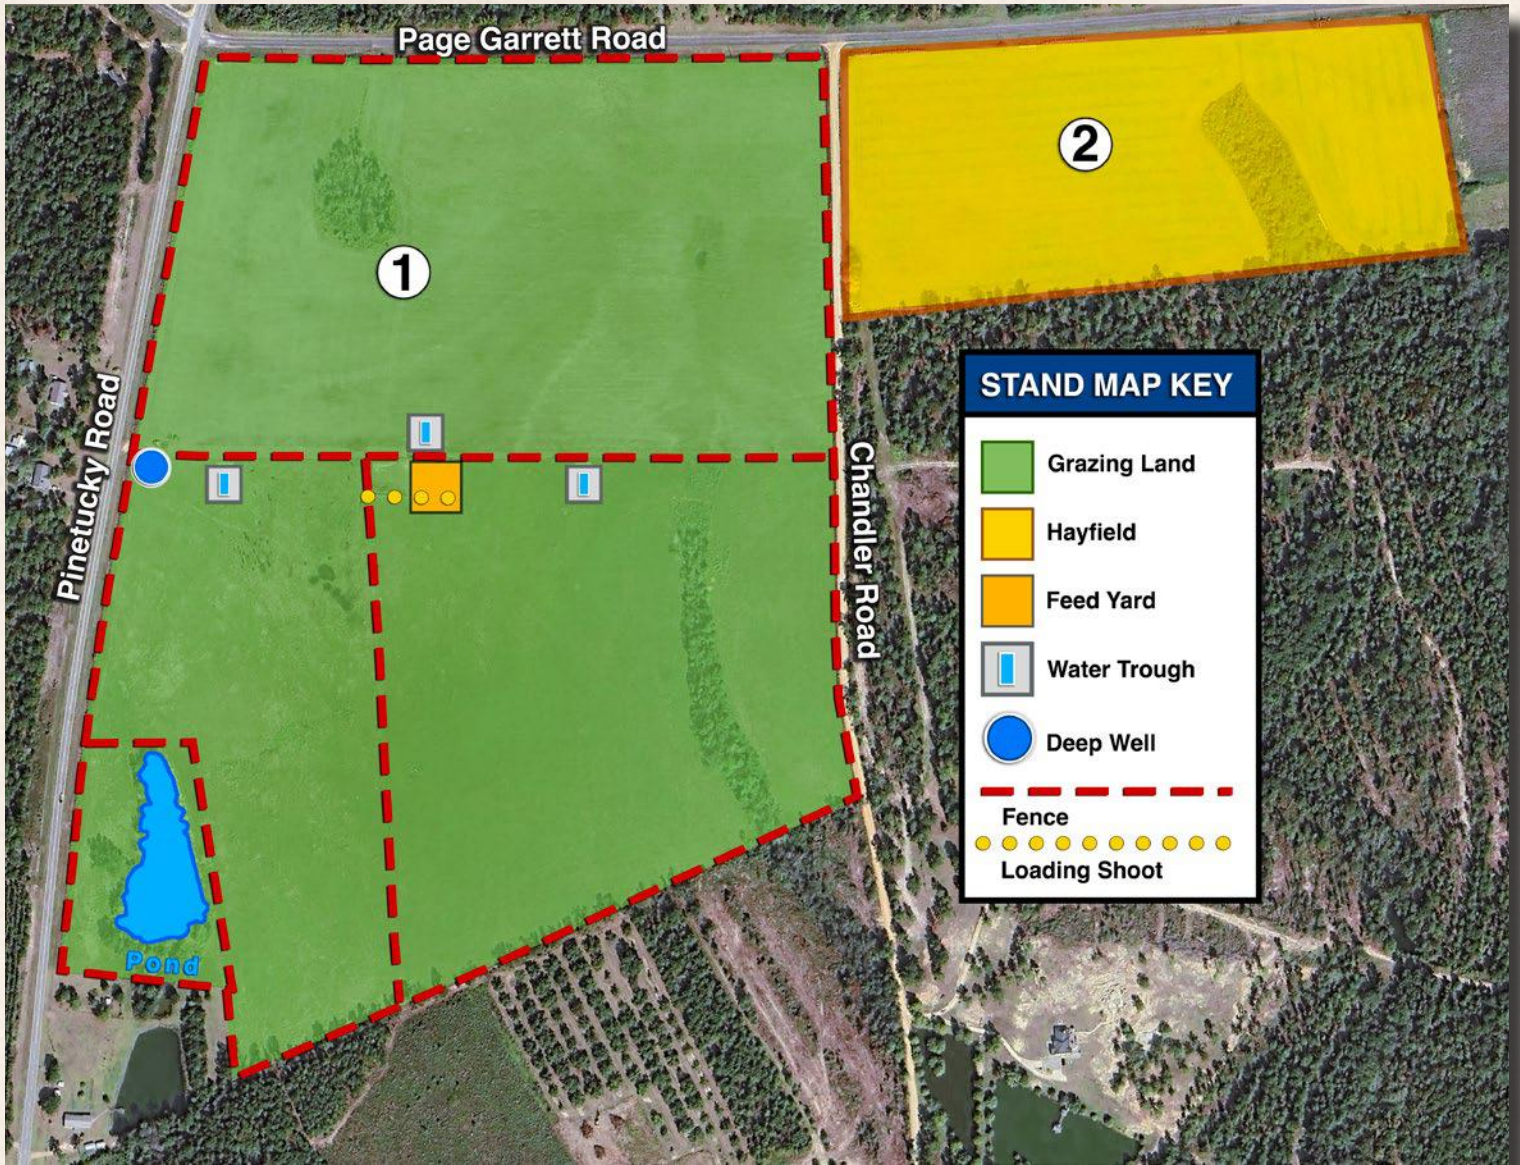 Page Garrett Road
2
1
Pinetucky Road
Chandler Road
STAND MAP KEY
Grazing Land
Hayfield
Feed Yard
Water Trough
Deep Well
Fence
Loading Shoot
Pond